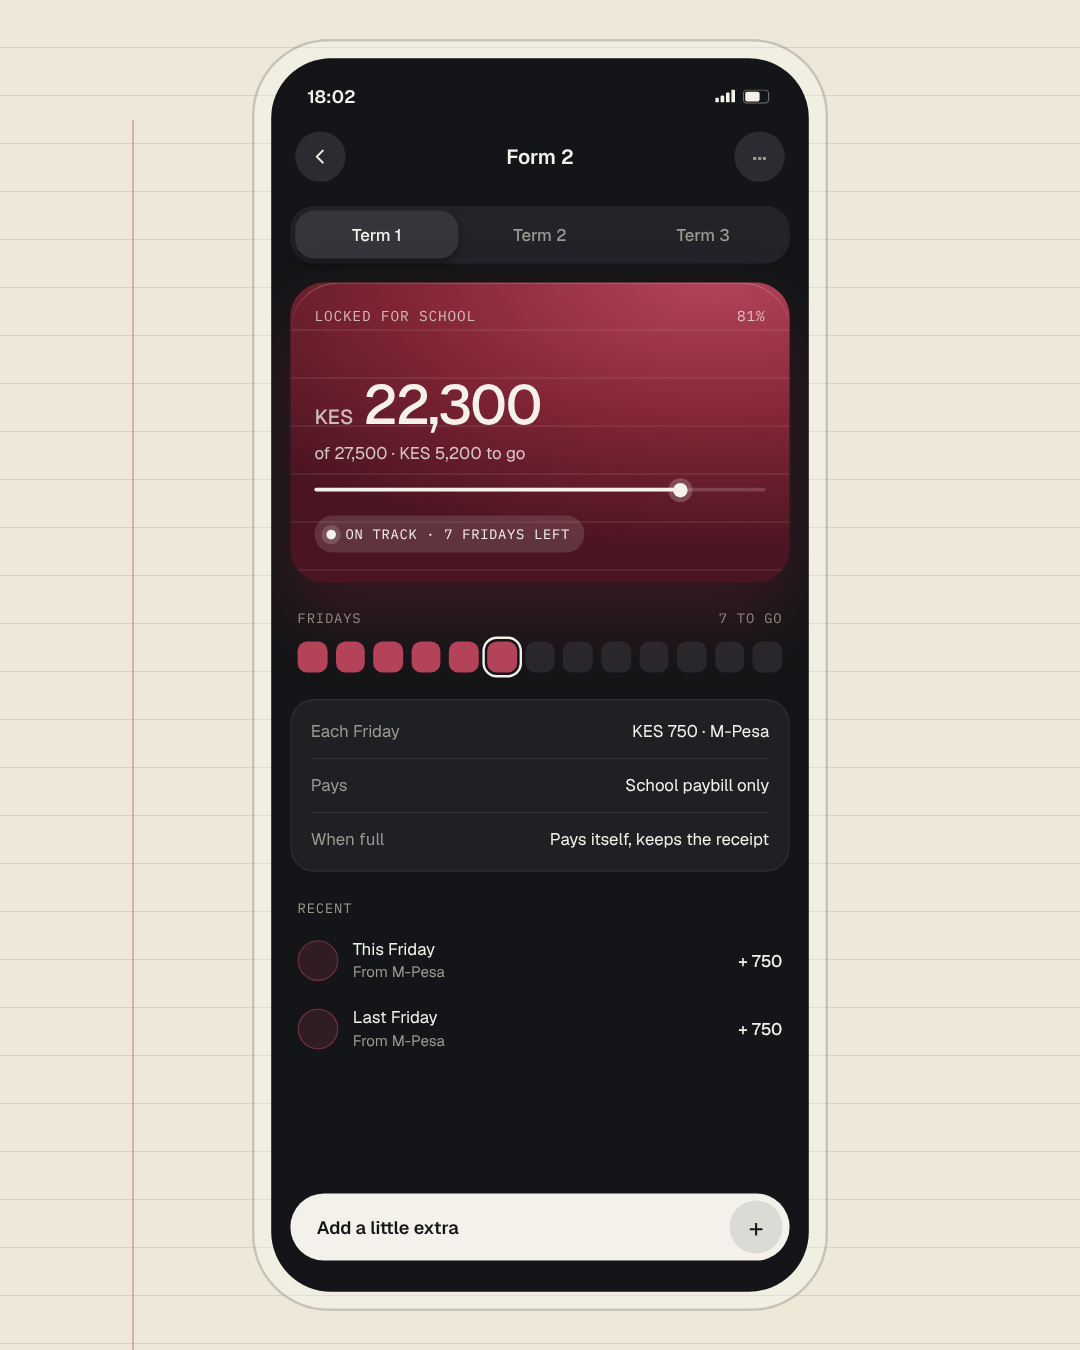 18:02
Form 2
...
Term 1 Term 2 Term 3
LOCKED FOR SCHOOL 81%
KES 22,300
of 27,500 · KES 5,200 to go
ON TRACK · 7 FRIDAYS LEFT
FRIDAYS 7 TO GO
Each Friday KES 750 · M-Pesa
Pays School paybill only
When full Pays itself, keeps the receipt
RECENT
This Friday
From M-Pesa
+ 750
Last Friday
From M-Pesa
+ 750
Add a little extra +